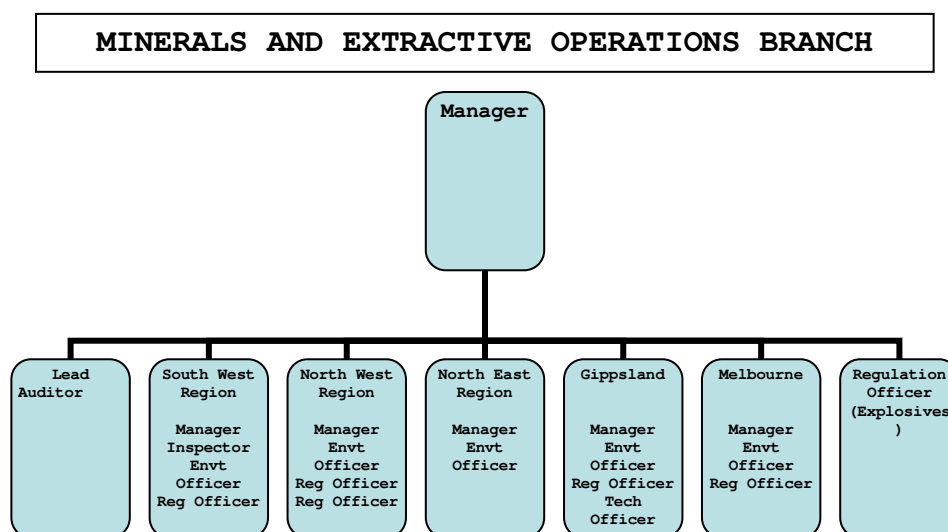 MINERALS AND EXTRACTIVE OPERATIONS BRANCH
Manager
Lead
Auditor
South West
Region
Manager
Inspector
Envt
Officer
Reg Officer
North West
Region
Manager
Envt
Officer
Reg Officer
Reg Officer
North East
Region
Manager
Envt
Officer
Gippsland
Manager
Envt
Officer
Reg Officer
Tech
Officer
Melbourne
Manager
Envt
Officer
Reg Officer
Regulation
Officer
(Explosives
)